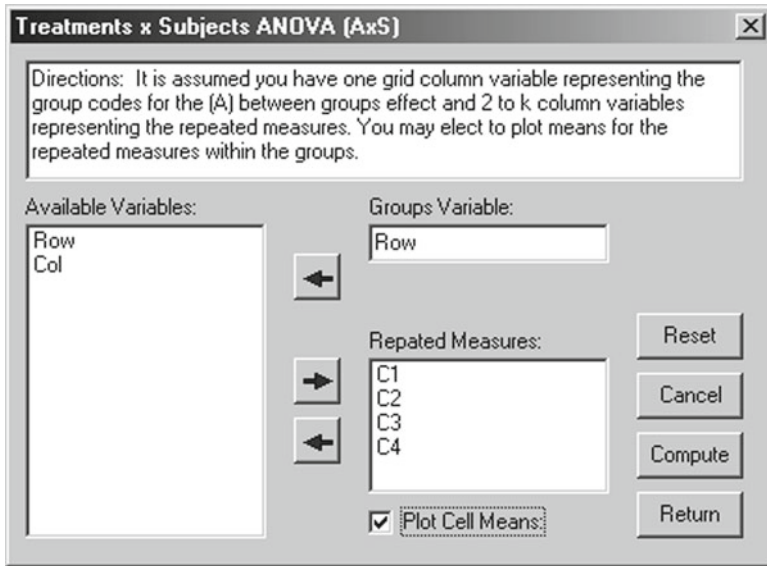 Treatments x Subjects ANOVA (AxS)
Directions: It is assumed you have one grid column variable representing the
group codes for the (A) between groups effect and 2 to k column variables
representing the repeated measures. You may elect to plot means for the
repeated measures within the groups.
Available Variables:
Row
Col
Groups Variable:
Row
Repated Measures:
C1
C2
C3
C4
Plot Cell Means:
Reset
Cancel
Compute
Return